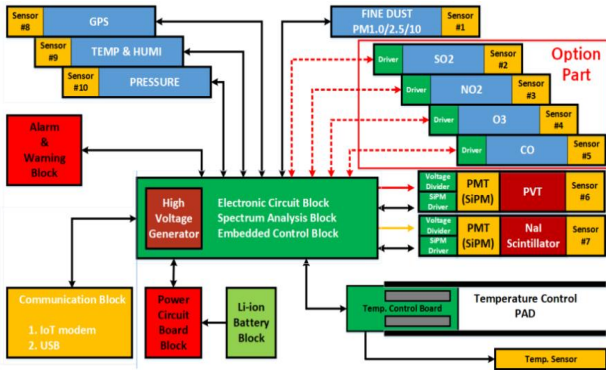 Sensor
#8
GPS
Sensor
#9
TEMP & HUMI
Sensor
#10
PRESSURE
FINE DUST
PM1.0/2.5/10
Sensor
#1
Option
Part
Driver
SO2
Sensor
#2
Driver
NO2
Sensor
#3
Driver
O3
Sensor
#4
Driver
CO
Sensor
#5
Alarm
&
Warning
Block
High
Voltage
Generator
Electronic Circuit Block
Spectrum Analysis Block
Embedded Control Block
Voltage
Divider
SiPM
Driver
PMT
(SiPM)
PVT
Sensor
#6
Voltage
Divider
SiPM
Driver
PMT
(SiPM)
NaI
Scintillator
Sensor
#7
Communication Block
1. IoT modem
2. USB
Power
Circuit
Board
Block
Li-ion
Battery
Block
Temp. Control Board
Temperature Control
PAD
Temp. Sensor